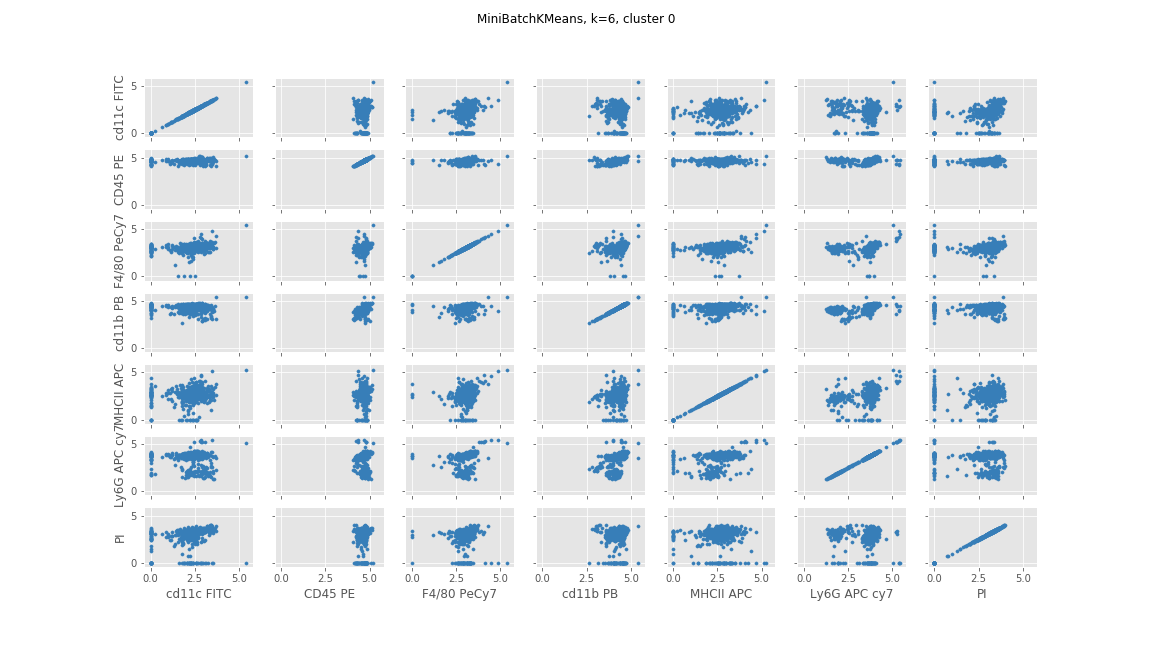 MiniBatchKMeans, k=6, cluster 0
cd11c FITC
5
0
CD45 PE
5
0
F4/80 PeCy7
5
0
cd11b PB
5
0
MHCII APC
5
0
Ly6G APC cy7
5
0
PI
5
0
0.0 2.5 5.0 0.0 2.5 5.0 0.0 2.5 5.0 0.0 2.5 5.0 0.0 2.5 5.0 0.0 2.5 5.0 0.0 2.5 5.0
cd11c FITC CD45 PE F4/80 PeCy7 cd11b PB MHCII APC Ly6G APC cy7 PI